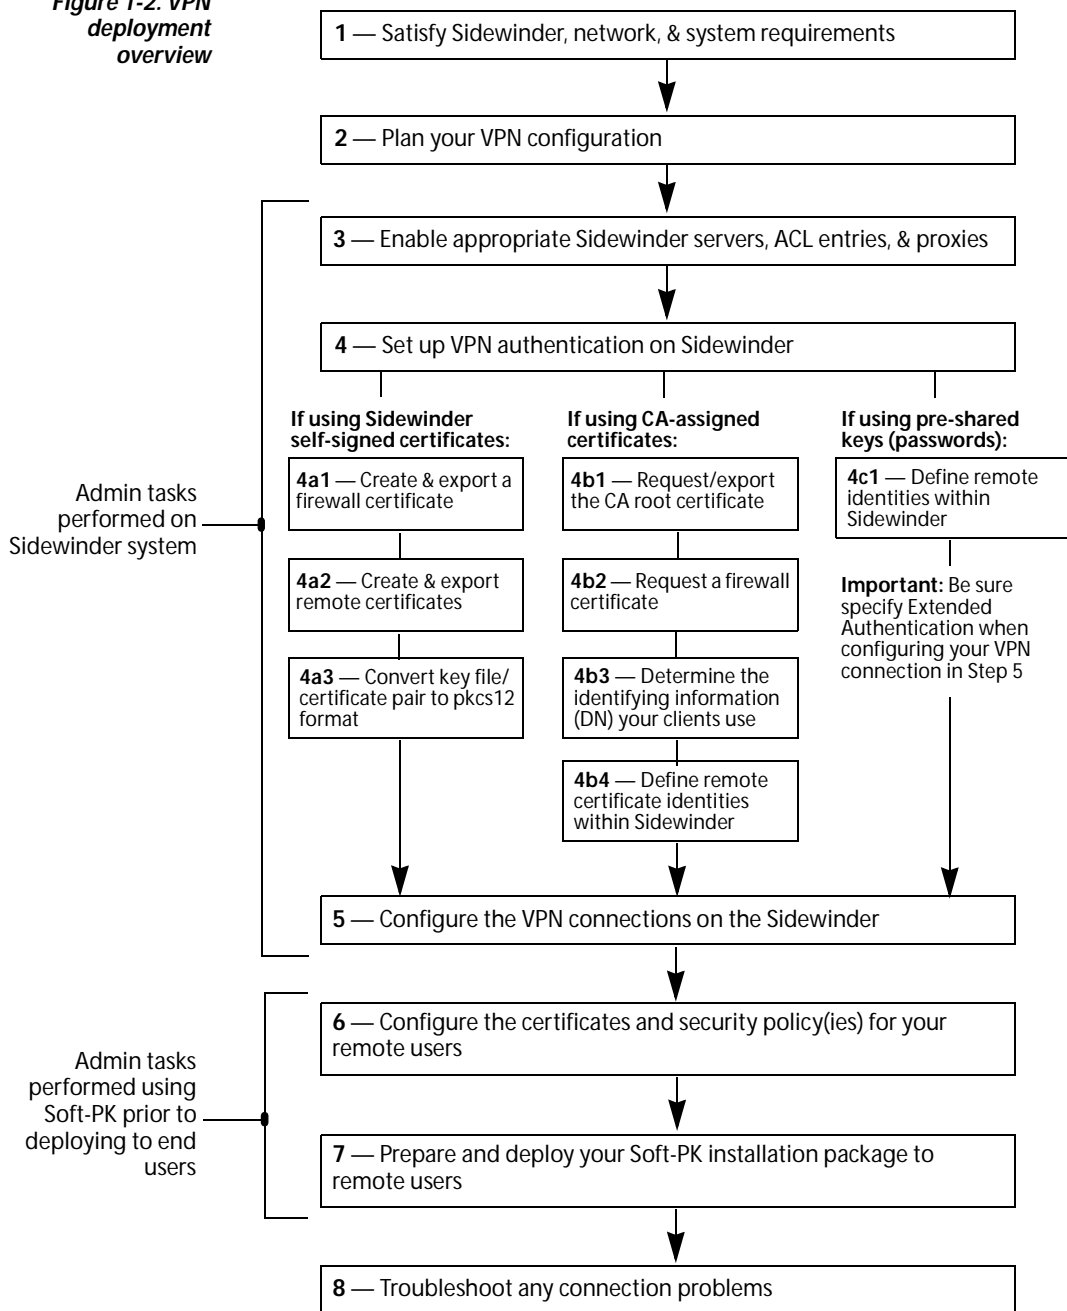 Figure 1-2. VPN
deployment
overview
1 — Satisfy Sidewinder, network, & system requirements
2 — Plan your VPN configuration
3 — Enable appropriate Sidewinder servers, ACL entries, & proxies
4 — Set up VPN authentication on Sidewinder
Admin tasks
performed on
Sidewinder system
If using Sidewinder
self-signed certificates:
4a1 — Create & export a
firewall certificate
4a2 — Create & export
remote certificates
4a3 — Convert key file/
certificate pair to pkcs12
format
If using CA-assigned
certificates:
4b1 — Request/export
the CA root certificate
4b2 — Request a firewall
certificate
4b3 — Determine the
identifying information
(DN) your clients use
4b4 — Define remote
certificate identities
within Sidewinder
If using pre-shared
keys (passwords):
4c1 — Define remote
identities within
Sidewinder
Important: Be sure
specify Extended
Authentication when
configuring your VPN
connection in Step 5
5 — Configure the VPN connections on the Sidewinder
Admin tasks
performed using
Soft-PK prior to
deploying to end
users
6 — Configure the certificates and security policy(ies) for your
remote users
7 — Prepare and deploy your Soft-PK installation package to
remote users
8 — Troubleshoot any connection problems